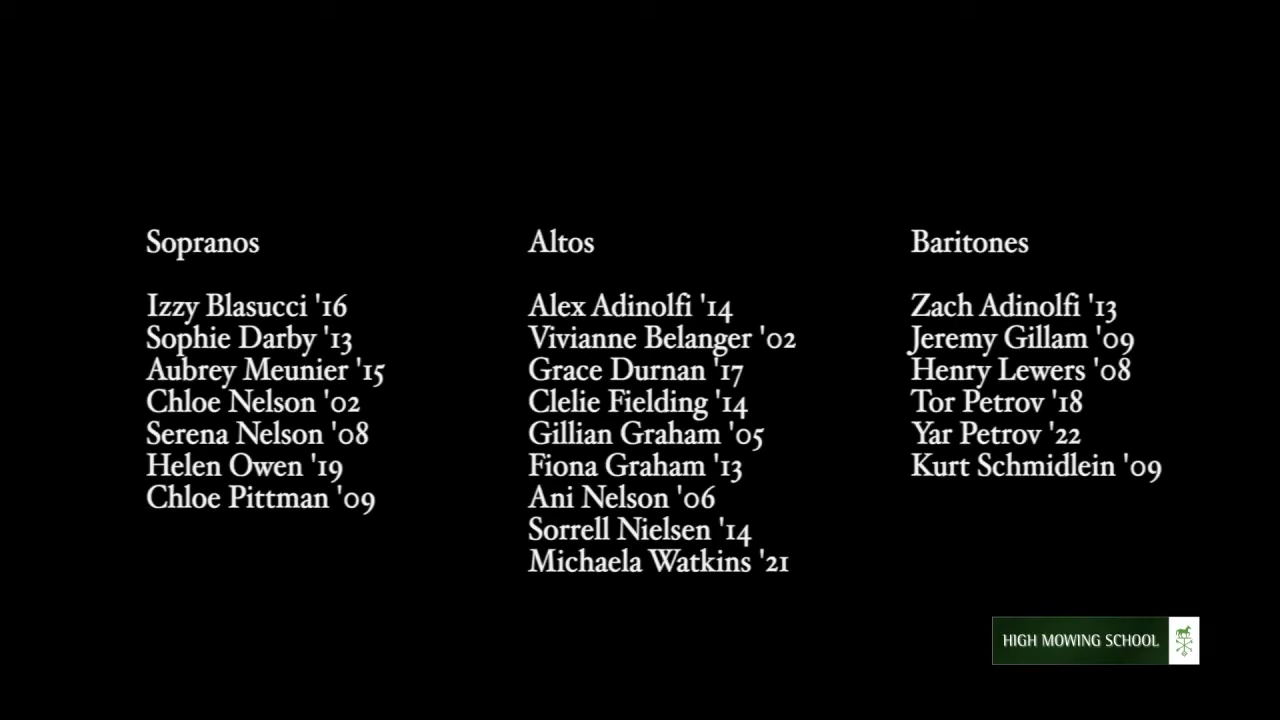 Sopranos
Izzy Blasucci '16
Sophie Darby '13
Aubrey Meunier '15
Chloe Nelson '02
Serena Nelson '08
Helen Owen '19
Chloe Pittman '09
Altos
Alex Adinolfi '14
Vivianne Belanger '02
Grace Durnan '17
Clelie Fielding '14
Gillian Graham '05
Fiona Graham '13
Ani Nelson '06
Sorrell Nielsen '14
Michaela Watkins '21
Baritones
Zach Adinolfi '13
Jeremy Gillam '09
Henry Lewers '08
Tor Petrov '18
Yar Petrov '22
Kurt Schmidlein '09
HIGH MOWING SCHOOL